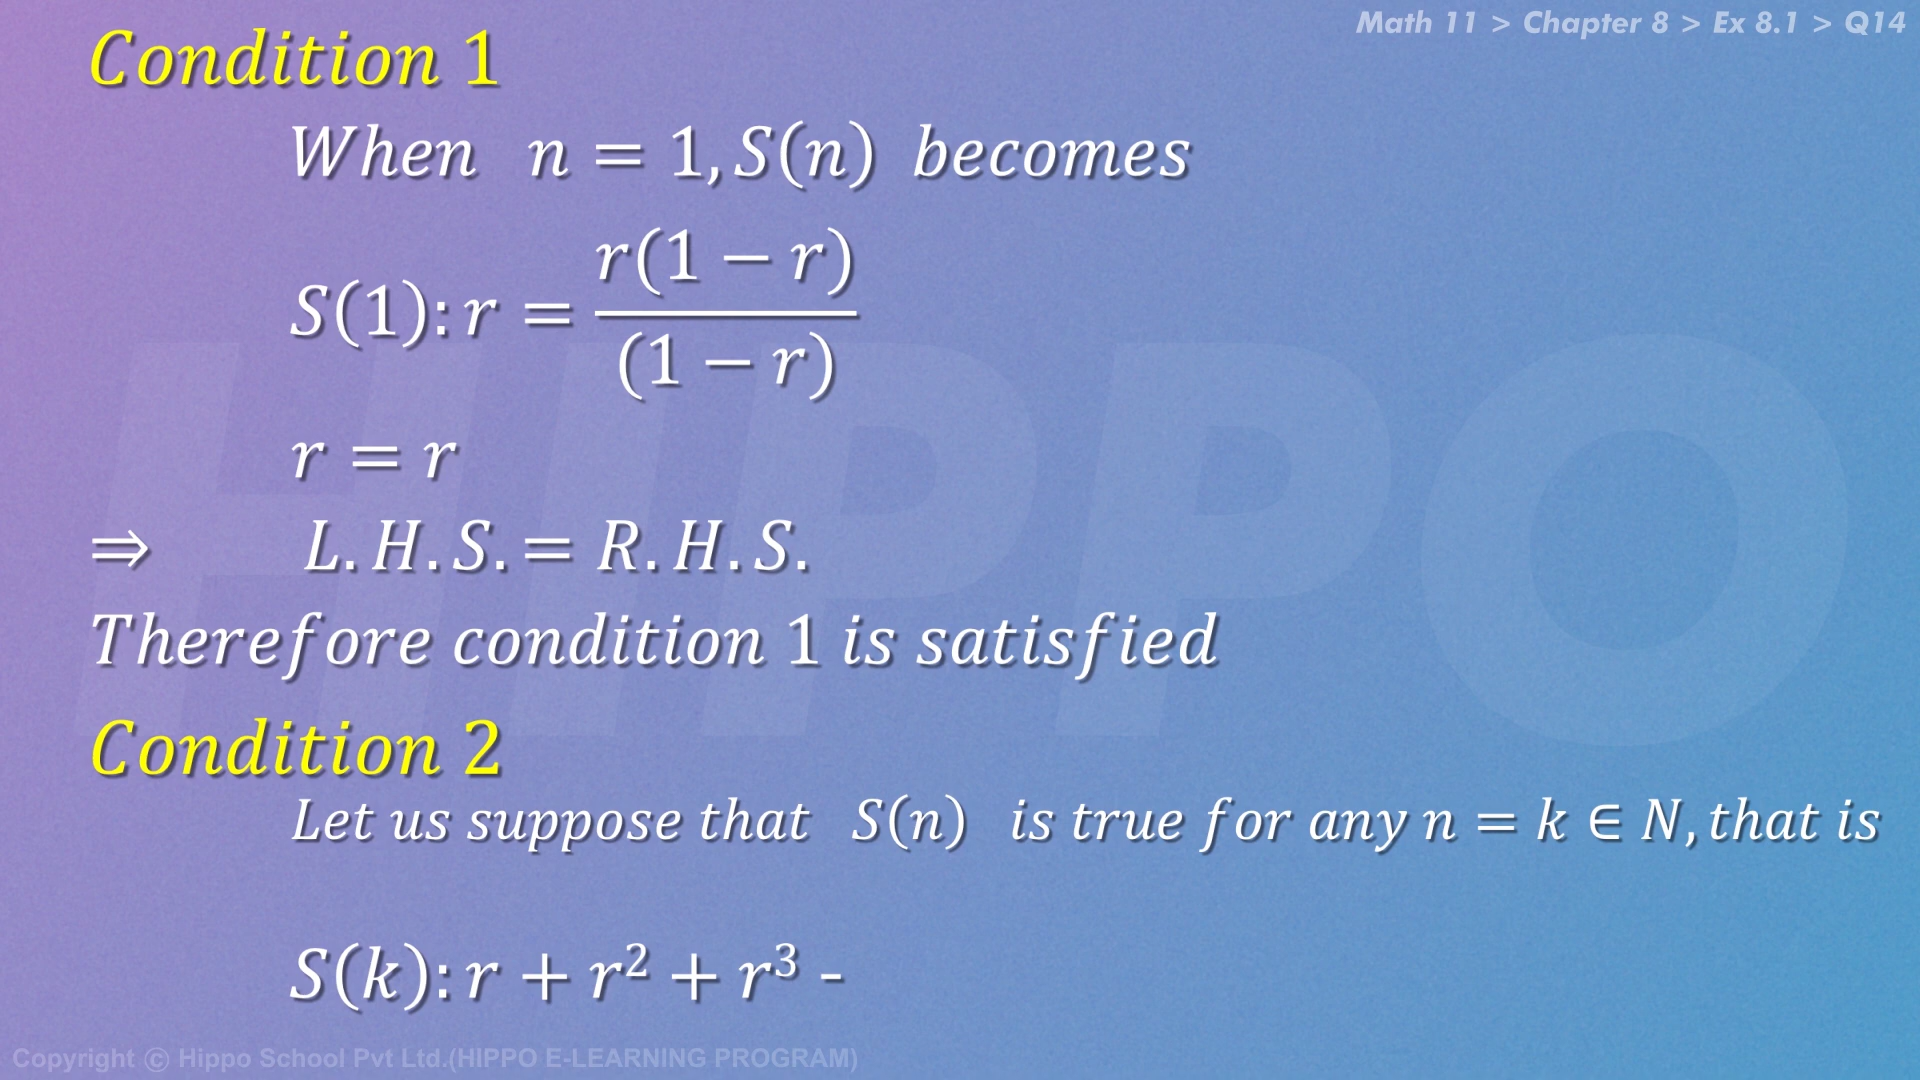 Math 11 > Chapter 8 > Ex 8.1 > Q14
Condition 1
When n = 1, S(n) becomes
S(1): r = r(1 − r) / (1 − r)
r = r
⇒ L.H.S. = R.H.S.
Therefore condition 1 is satisfied
Condition 2
Let us suppose that S(n) is true for any n = k ∈ N, that is
S(k): r + r² + r³ -
HIPPO
Copyright © Hippo School Pvt Ltd.(HIPPO E-LEARNING PROGRAM)